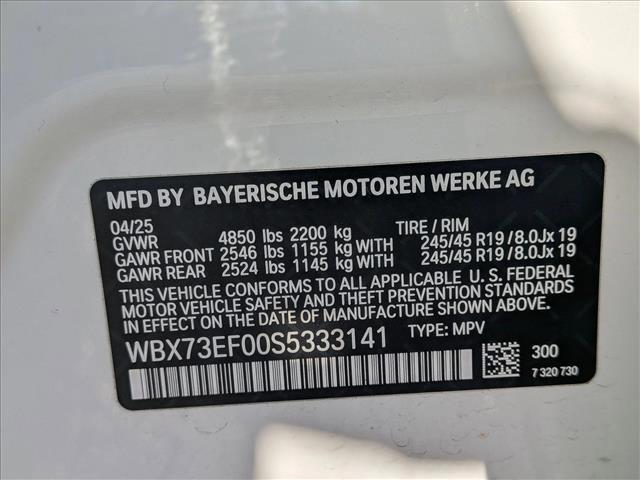 MFD BY BAYERISCHE MOTOREN WERKE AG
04/25
GVWR 4850 lbs 2200 kg TIRE / RIM
GAWR FRONT 2546 lbs 1155 kg WITH 245/45 R19 / 8.0Jx 19
GAWR REAR 2524 lbs 1145 kg WITH 245/45 R19 / 8.0Jx 19
THIS VEHICLE CONFORMS TO ALL APPLICABLE U. S. FEDERAL
MOTOR VEHICLE SAFETY AND THEFT PREVENTION STANDARDS
IN EFFECT ON THE DATE OF MANUFACTURE SHOWN ABOVE.
WBX73EF00S5333141 TYPE: MPV
300
7 320 730